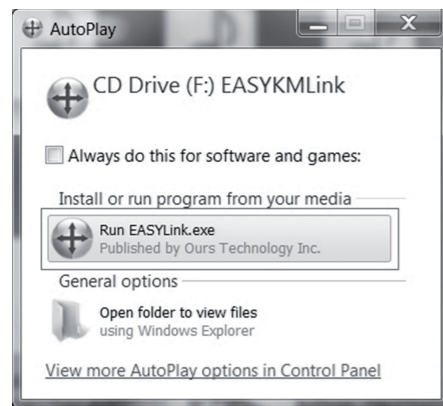 AutoPlay
CD Drive (F:) EASYKMLink
Always do this for software and games:
Install or run program from your media
Run EASYLink.exe
Published by Ours Technology Inc.
General options
Open folder to view files
using Windows Explorer
View more AutoPlay options in Control Panel